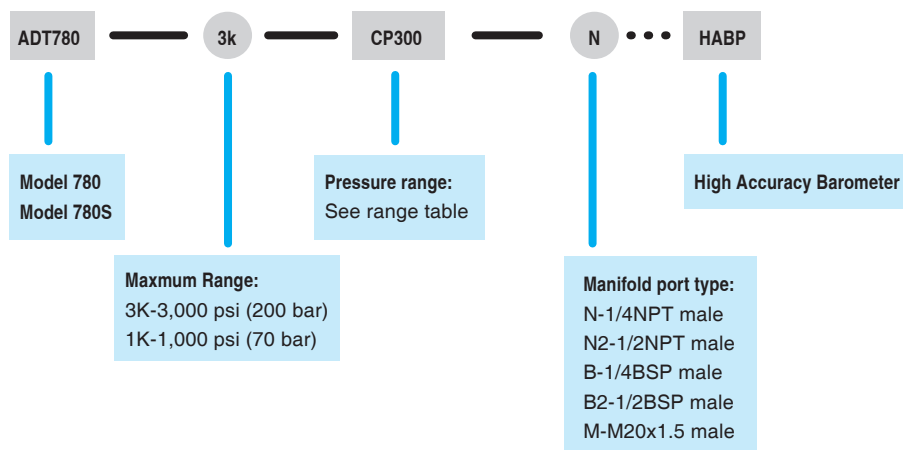 ADT780
3k
CP300
N
HABP
Model 780
Model 780S
Maxmum Range:
3K-3,000 psi (200 bar)
1K-1,000 psi (70 bar)
Pressure range:
See range table
Manifold port type:
N-1/4NPT male
N2-1/2NPT male
B-1/4BSP male
B2-1/2BSP male
M-M20x1.5 male
High Accuracy Barometer